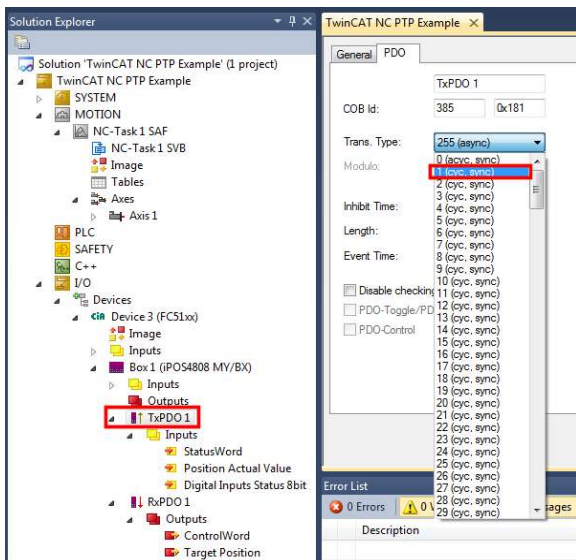 Solution Explorer
Solution 'TwinCAT NC PTP Example' (1 project)
TwinCAT NC PTP Example
SYSTEM
MOTION
NC-Task 1 SAF
NC-Task 1 SVB
Image
Tables
Axes
Axis 1
PLC
SAFETY
C++
I/O
Devices
Device 3 (FC51xx)
Image
Inputs
Box 1 (iPOS4808 MY/BX)
Inputs
Outputs
TxPDO 1
Inputs
StatusWord
Position Actual Value
Digital Inputs Status 8bit
RxPDO 1
Outputs
ControlWord
Target Position
TwinCAT NC PTP Example
General PDO
TxPDO 1
COB Id: 385 0x181
Trans. Type: 255 (async)
Modulo:
Inhibit Time:
Length:
Event Time:
Disable checking
PDO-Toggle/PD
PDO-Control
0 (acyc, sync)
1 (cyc, sync)
2 (cyc, sync)
3 (cyc, sync)
4 (cyc, sync)
5 (cyc, sync)
6 (cyc, sync)
7 (cyc, sync)
8 (cyc, sync)
9 (cyc, sync)
10 (cyc, sync)
11 (cyc, sync)
12 (cyc, sync)
13 (cyc, sync)
14 (cyc, sync)
15 (cyc, sync)
16 (cyc, sync)
17 (cyc, sync)
18 (cyc, sync)
19 (cyc, sync)
20 (cyc, sync)
21 (cyc, sync)
22 (cyc, sync)
23 (cyc, sync)
24 (cyc, sync)
25 (cyc, sync)
26 (cyc, sync)
27 (cyc, sync)
28 (cyc, sync)
29 (cyc, sync)
Error List
0 Errors 0 ssages
Description